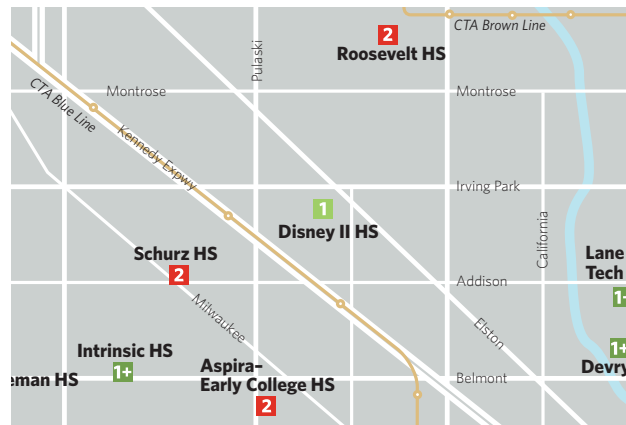 CTA Brown Line
2
Roosevelt HS
Pulaski
CTA Blue Line
Montrose
Montrose
Kennedy Expwy
Irving Park
1
Disney II HS
California
Schurz HS
2
Lane
Tech
Addison
1+
Milwaukee
Elston
Intrinsic HS
1+
Aspira–
Early College HS
2
eman HS
Belmont
1+
Devry